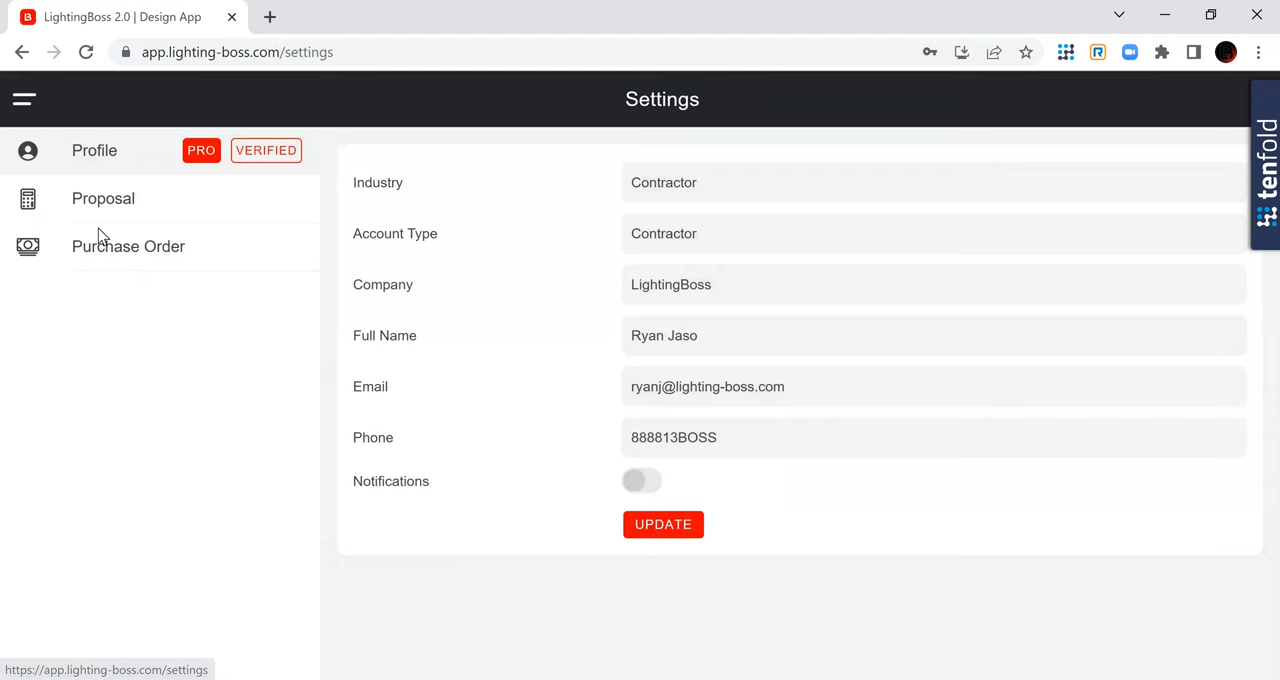 LightingBoss 2.0 | Design App
app.lighting-boss.com/settings
Settings
Profile PRO VERIFIED
Proposal
Purchase Order
Industry Contractor
Account Type Contractor
Company LightingBoss
Full Name Ryan Jaso
Email ryanj@lighting-boss.com
Phone 888813BOSS
Notifications
UPDATE
tenfold
https://app.lighting-boss.com/settings